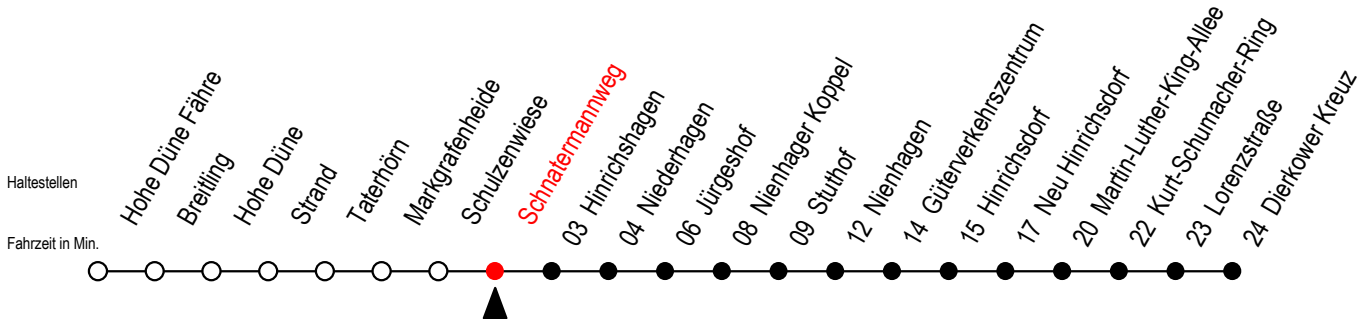 Haltestellen
Fahrzeit in Min.
Hohe Düne Fähre
Breitling
Hohe Düne
Strand
Taterhörn
Markgrafenheide
Schulzenwiese
Schnatermannweg
03 Hinrichshagen
04 Niederhagen
06 Jürgeshof
08 Nienhager Koppel
09 Stuthof
12 Nienhagen
14 Güterverkehrszentrum
15 Hinrichsdorf
17 Neu Hinrichsdorf
20 Martin-Luther-King-Allee
22 Kurt-Schumacher-Ring
23 Lorenzstraße
24 Dierkower Kreuz